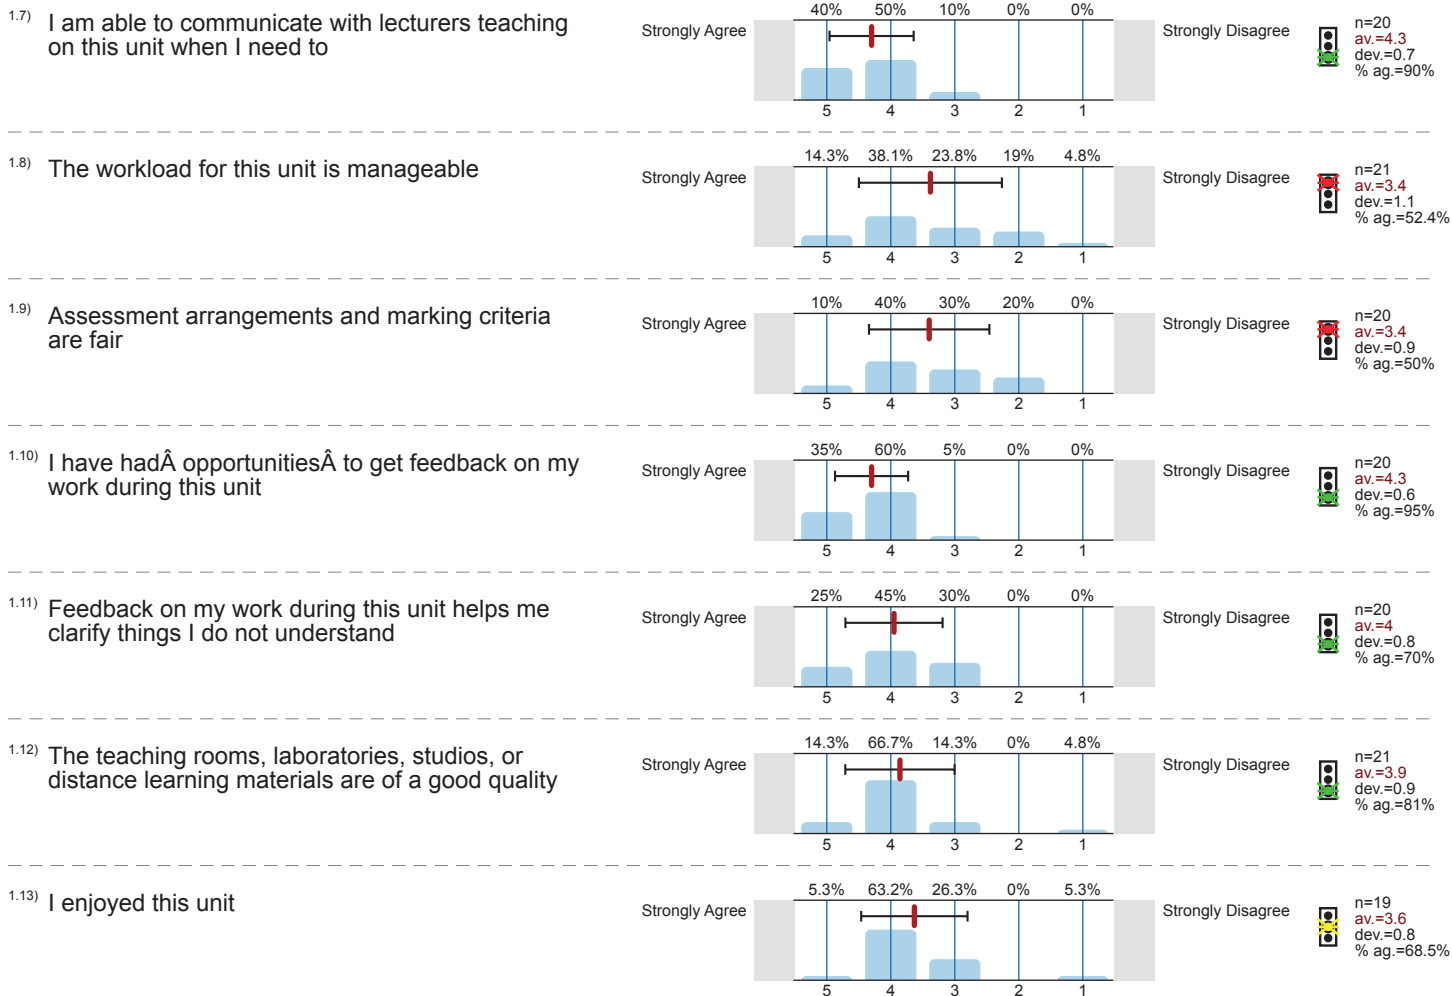 1.7) I am able to communicate with lecturers teaching
on this unit when I need to
40% 50% 10% 0% 0%
Strongly Agree Strongly Disagree
n=20
av.=4.3
dev.=0.7
% ag.=90%
5 4 3 2 1
1.8) The workload for this unit is manageable
14.3% 38.1% 23.8% 19% 4.8%
Strongly Agree Strongly Disagree
n=21
av.=3.4
dev.=1.1
% ag.=52.4%
5 4 3 2 1
1.9) Assessment arrangements and marking criteria
are fair
10% 40% 30% 20% 0%
Strongly Agree Strongly Disagree
n=20
av.=3.4
dev.=0.9
% ag.=50%
5 4 3 2 1
1.10) I have hadÂ opportunitiesÂ to get feedback on my
work during this unit
35% 60% 5% 0% 0%
Strongly Agree Strongly Disagree
n=20
av.=4.3
dev.=0.6
% ag.=95%
5 4 3 2 1
1.11) Feedback on my work during this unit helps me
clarify things I do not understand
25% 45% 30% 0% 0%
Strongly Agree Strongly Disagree
n=20
av.=4
dev.=0.8
% ag.=70%
5 4 3 2 1
1.12) The teaching rooms, laboratories, studios, or
distance learning materials are of a good quality
14.3% 66.7% 14.3% 0% 4.8%
Strongly Agree Strongly Disagree
n=21
av.=3.9
dev.=0.9
% ag.=81%
5 4 3 2 1
1.13) I enjoyed this unit
5.3% 63.2% 26.3% 0% 5.3%
Strongly Agree Strongly Disagree
n=19
av.=3.6
dev.=0.8
% ag.=68.5%
5 4 3 2 1